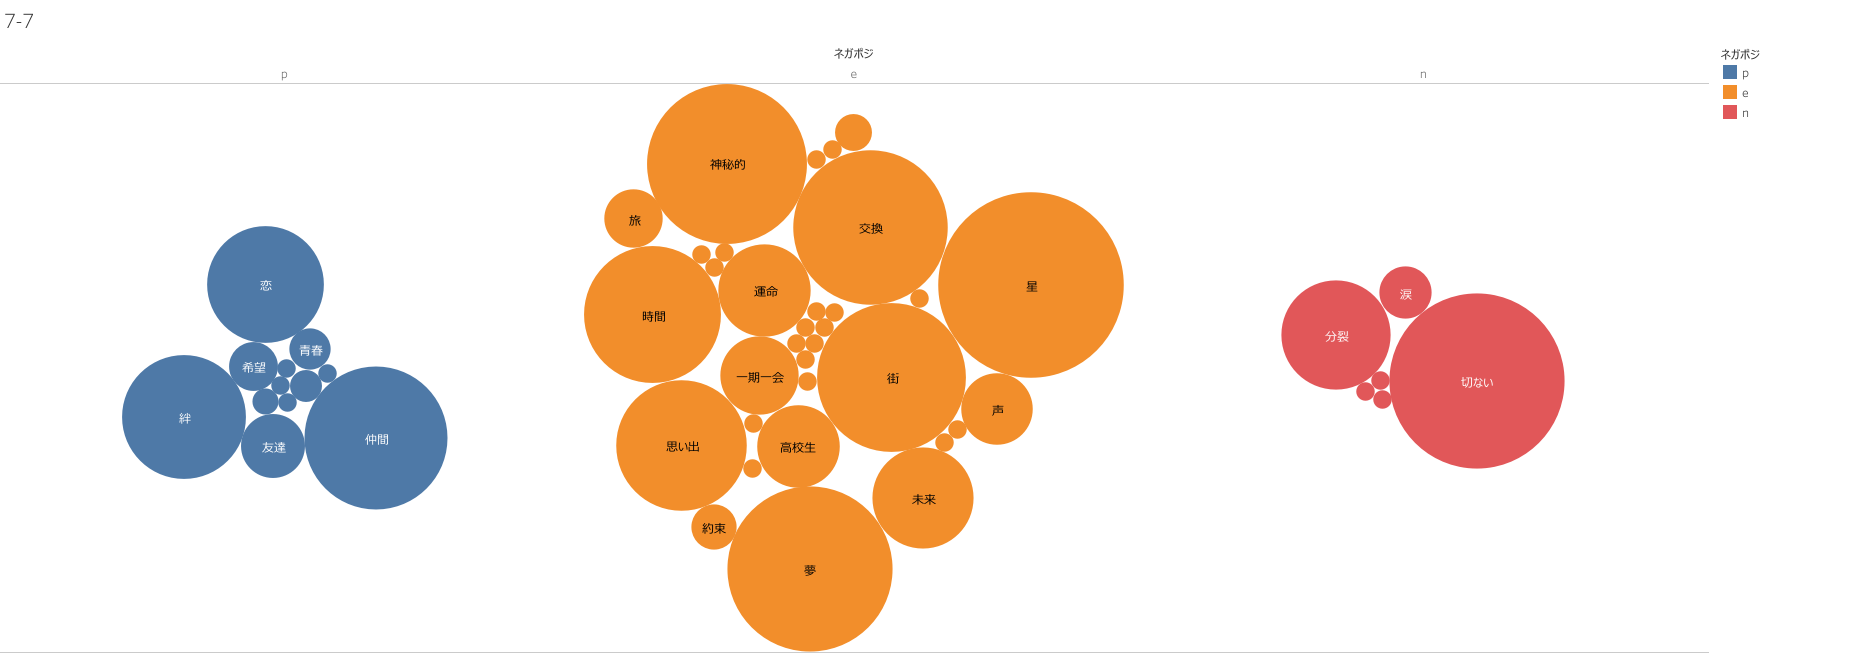 7-7
ネガポジ
p
e
n
ネガポジ
p
e
n
恋
青春
希望
絆
友達
仲間
神秘的
旅
交換
星
時間
運命
一期一会
街
思い出
高校生
声
未来
約束
夢
涙
分裂
切ない